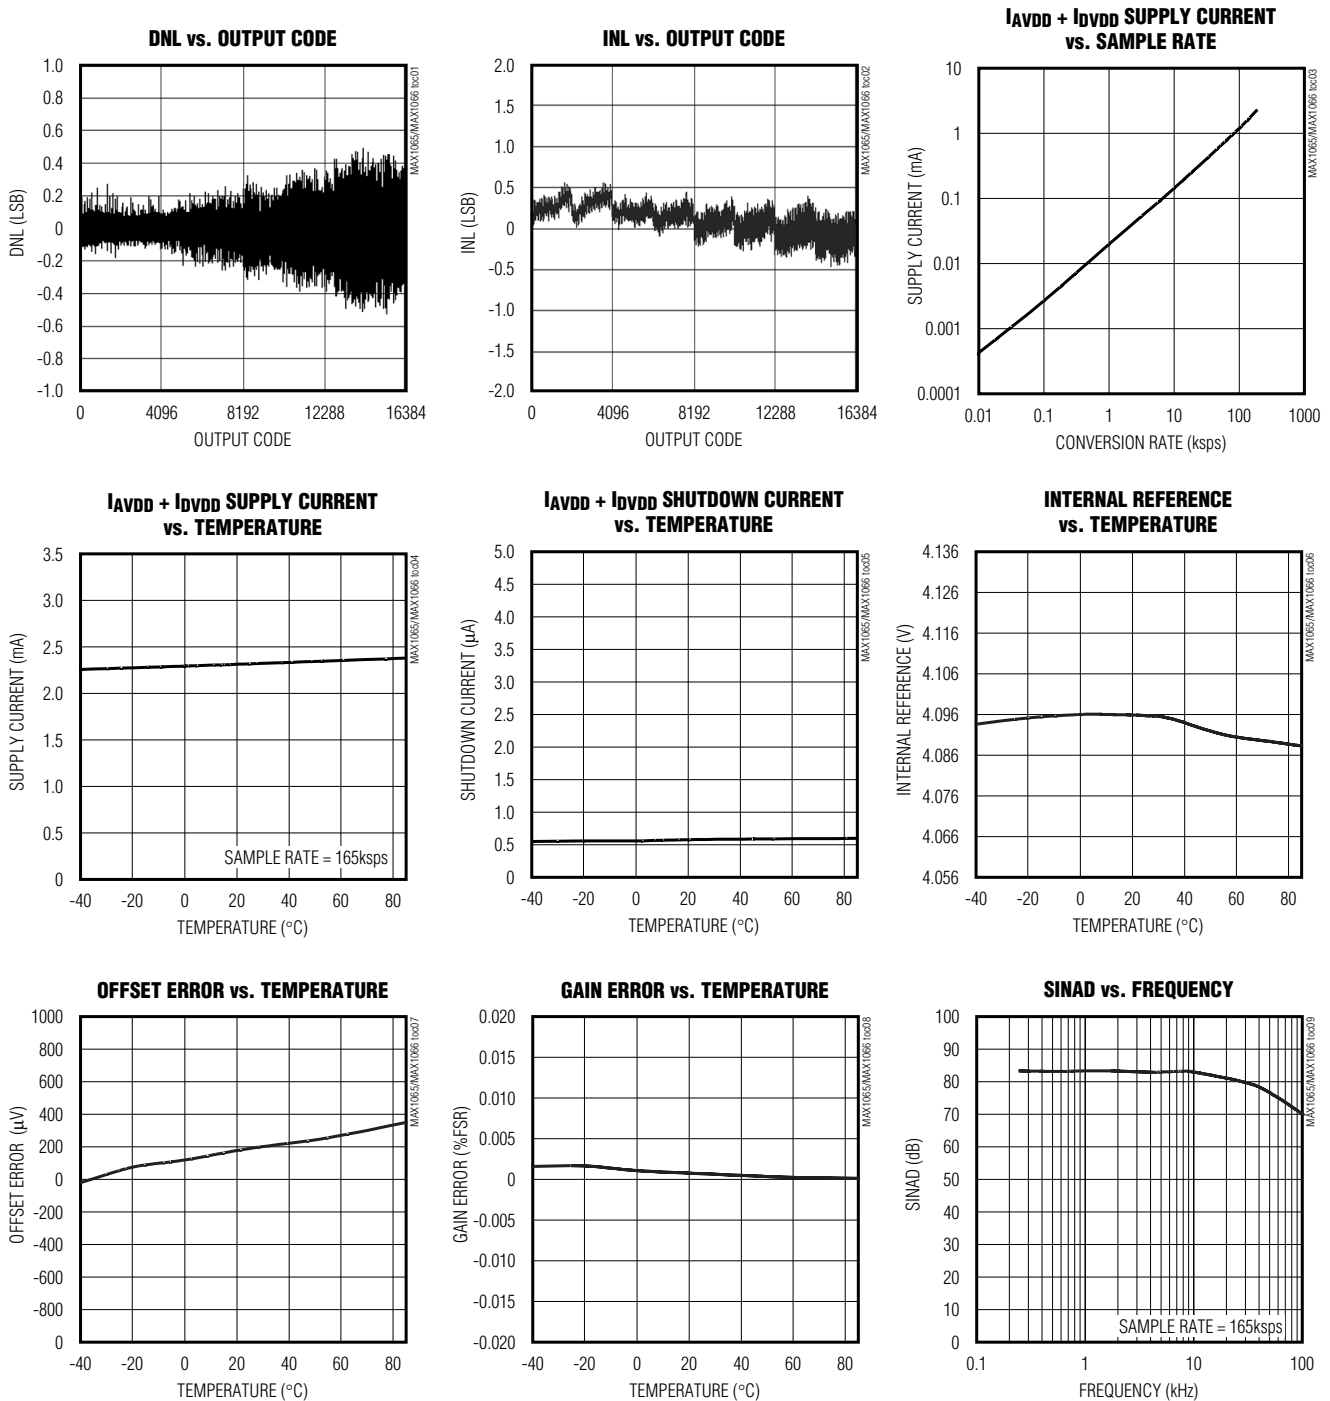 DNL vs. OUTPUT CODE
1.0
0.8
0.6
0.4
0.2
0
-0.2
-0.4
-0.6
-0.8
-1.0
DNL (LSB)
0 4096 8192 12288 16384
OUTPUT CODE
MAX1065/MAX1066 toc01
INL vs. OUTPUT CODE
2.0
1.5
1.0
0.5
0
-0.5
-1.0
-1.5
-2.0
INL (LSB)
0 4096 8192 12288 16384
OUTPUT CODE
MAX1065/MAX1066 toc02
IAVDD + IDVDD SUPPLY CURRENT
vs. SAMPLE RATE
10
1
0.1
0.01
0.001
0.0001
SUPPLY CURRENT (mA)
0.01 0.1 1 10 100 1000
CONVERSION RATE (ksps)
MAX1065/MAX1066 toc03
IAVDD + IDVDD SUPPLY CURRENT
vs. TEMPERATURE
3.5
3.0
2.5
2.0
1.5
1.0
0.5
0
SUPPLY CURRENT (mA)
SAMPLE RATE = 165ksps
-40 -20 0 20 40 60 80
TEMPERATURE (°C)
MAX1065/MAX1066 toc04
IAVDD + IDVDD SHUTDOWN CURRENT
vs. TEMPERATURE
5.0
4.5
4.0
3.5
3.0
2.5
2.0
1.5
1.0
0.5
0
SHUTDOWN CURRENT (µA)
-40 -20 0 20 40 60 80
TEMPERATURE (°C)
MAX1065/MAX1066 toc05
INTERNAL REFERENCE
vs. TEMPERATURE
4.136
4.126
4.116
4.106
4.096
4.086
4.076
4.066
4.056
INTERNAL REFERENCE (V)
-40 -20 0 20 40 60 80
TEMPERATURE (°C)
MAX1065/MAX1066 toc06
OFFSET ERROR vs. TEMPERATURE
1000
800
600
400
200
0
-200
-400
-600
-800
0
OFFSET ERROR (µV)
-40 -20 0 20 40 60 80
TEMPERATURE (°C)
MAX1065/MAX1066 toc07
GAIN ERROR vs. TEMPERATURE
0.020
0.015
0.010
0.005
0
-0.005
-0.010
-0.015
-0.020
GAIN ERROR (%FSR)
-40 -20 0 20 40 60 80
TEMPERATURE (°C)
MAX1065/MAX1066 toc08
SINAD vs. FREQUENCY
100
90
80
70
60
50
40
30
20
10
0
SINAD (dB)
SAMPLE RATE = 165ksps
0.1 1 10 100
FREQUENCY (kHz)
MAX1065/MAX1066 toc09